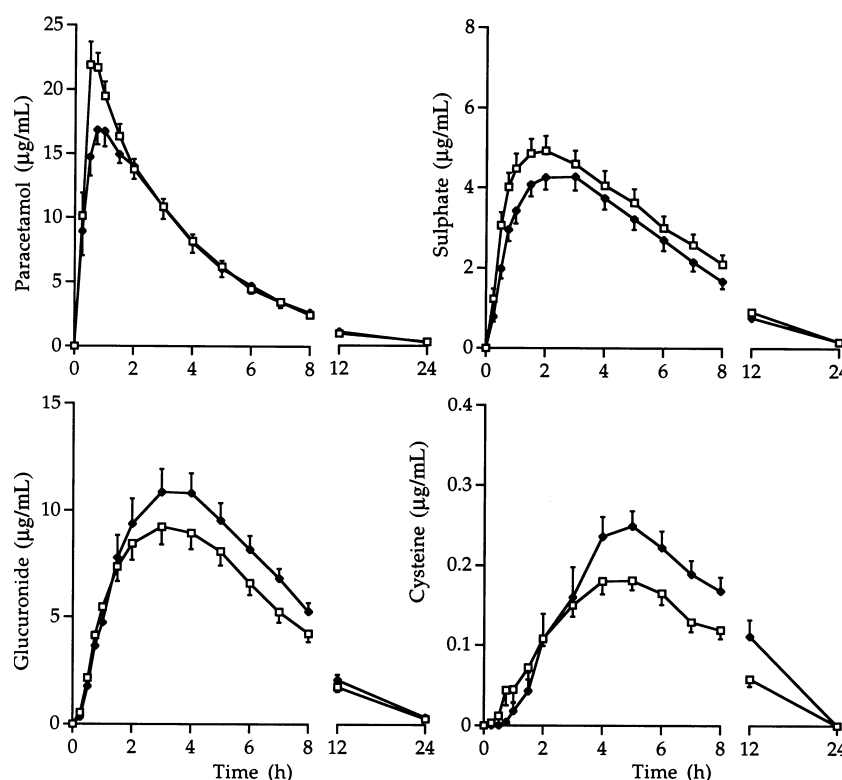 Paracetamol (µg/mL)
25
20
15
10
5
0
0 2 4 6 8 12 24
Sulphate (µg/mL)
8
6
4
2
0
0 2 4 6 8 12 24
Glucuronide (µg/mL)
15
10
5
0
0 2 4 6 8 12 24
Time (h)
Cysteine (µg/mL)
0.4
0.3
0.2
0.1
0
0 2 4 6 8 12 24
Time (h)